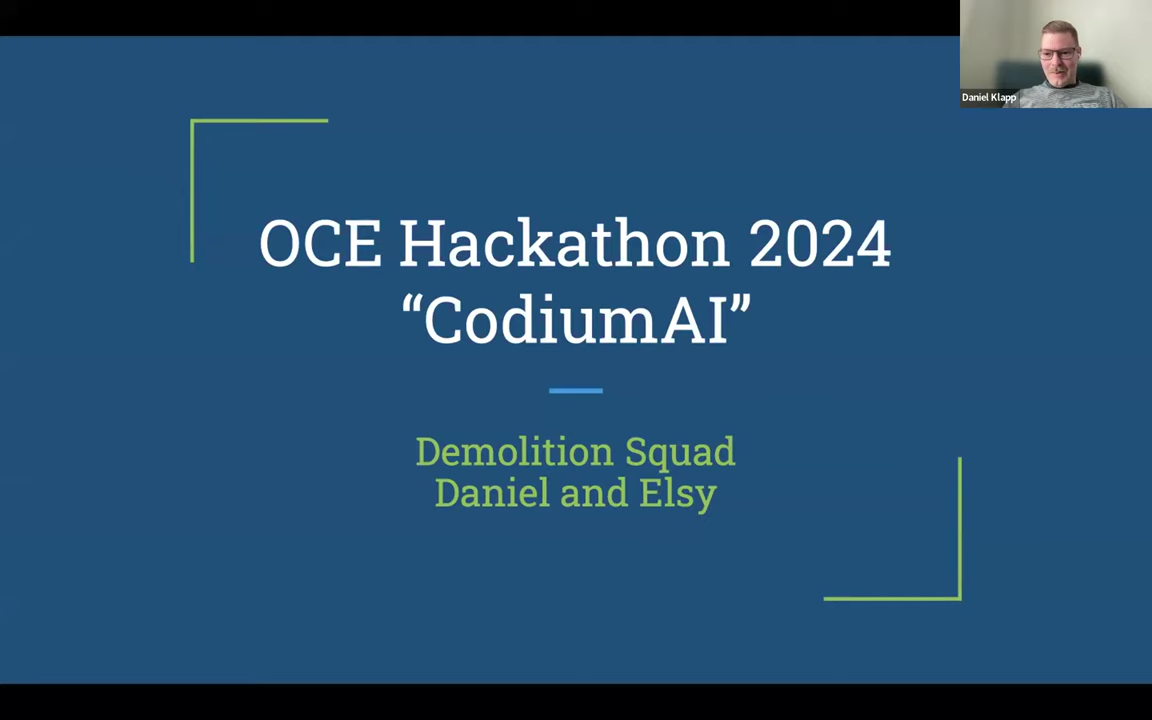 Daniel Klapp
OCE Hackathon 2024
“CodiumAI”
Demolition Squad
Daniel and Elsy